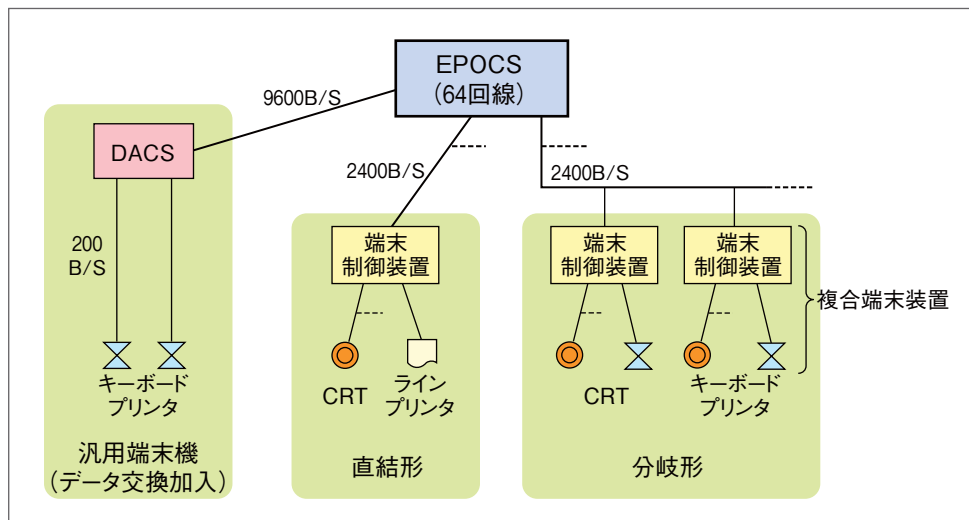 EPOCS
(64回線)
9600B/S
DACS
2400B/S
2400B/S
200
B/S
端末
制御装置
端末
制御装置
端末
制御装置
複合端末装置
キーボード
プリンタ
CRT
ライン
プリンタ
CRT
キーボード
プリンタ
汎用端末機
(データ交換加入)
直結形
分岐形